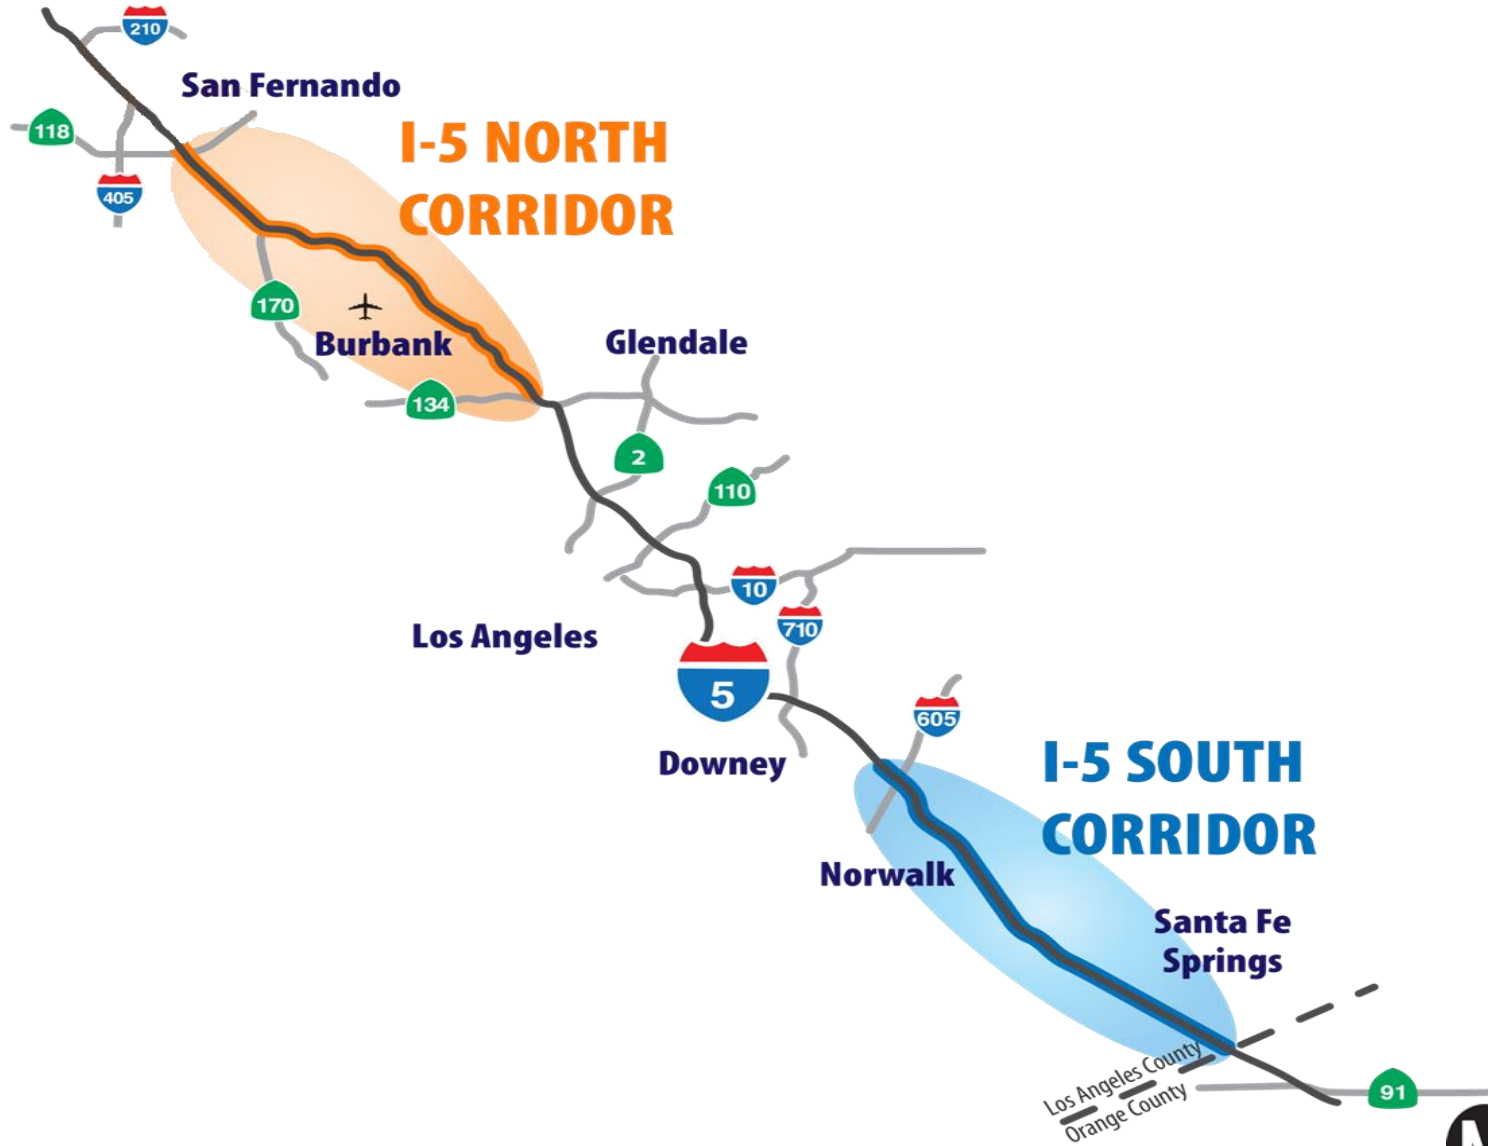 210
San Fernando
118
I-5 NORTH
CORRIDOR
405
170
Burbank
Glendale
134
2
110
10
710
Los Angeles
5
605
Downey
I-5 SOUTH
CORRIDOR
Norwalk
Santa Fe
Springs
Los Angeles County
Orange County
91